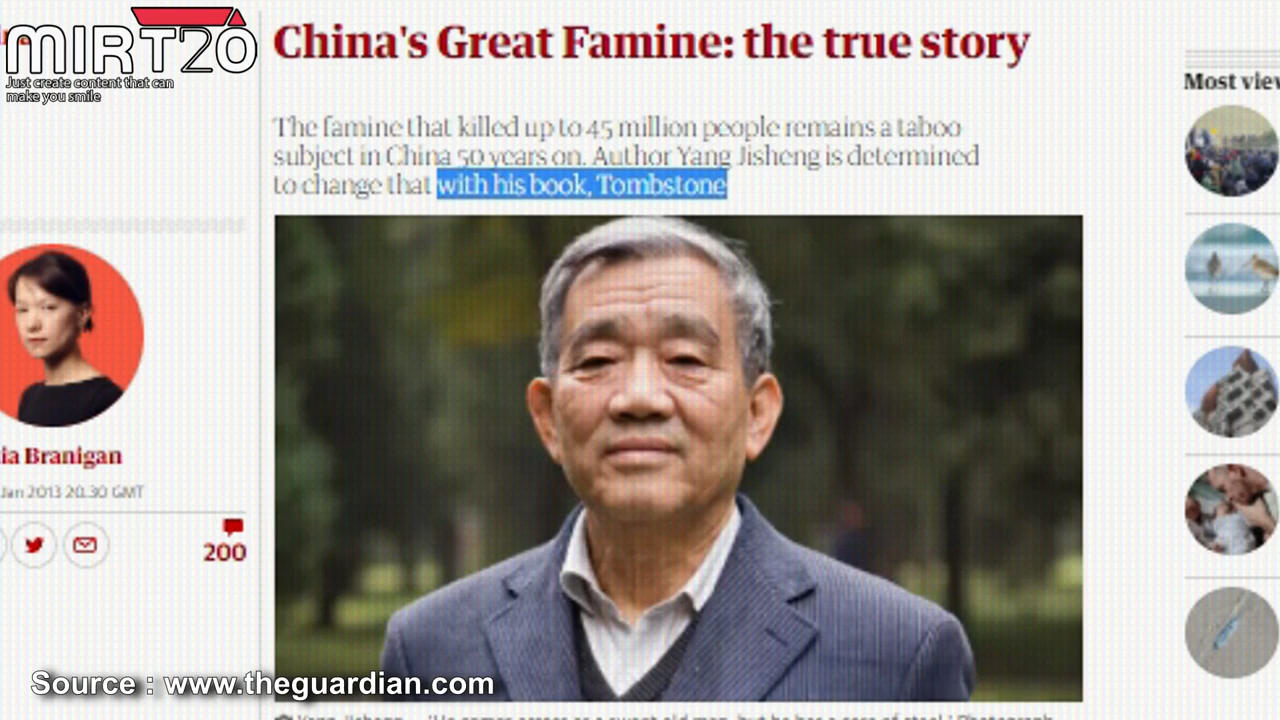 MIRT20
Just create content that can
make you smile
China's Great Famine: the true story
The famine that killed up to 45 million people remains a taboo
subject in China 50 years on. Author Yang Jisheng is determined
to change that with his book, Tombstone
ia Branigan
Jan 2013 20.30 GMT
200
Most view
Source : www.theguardian.com